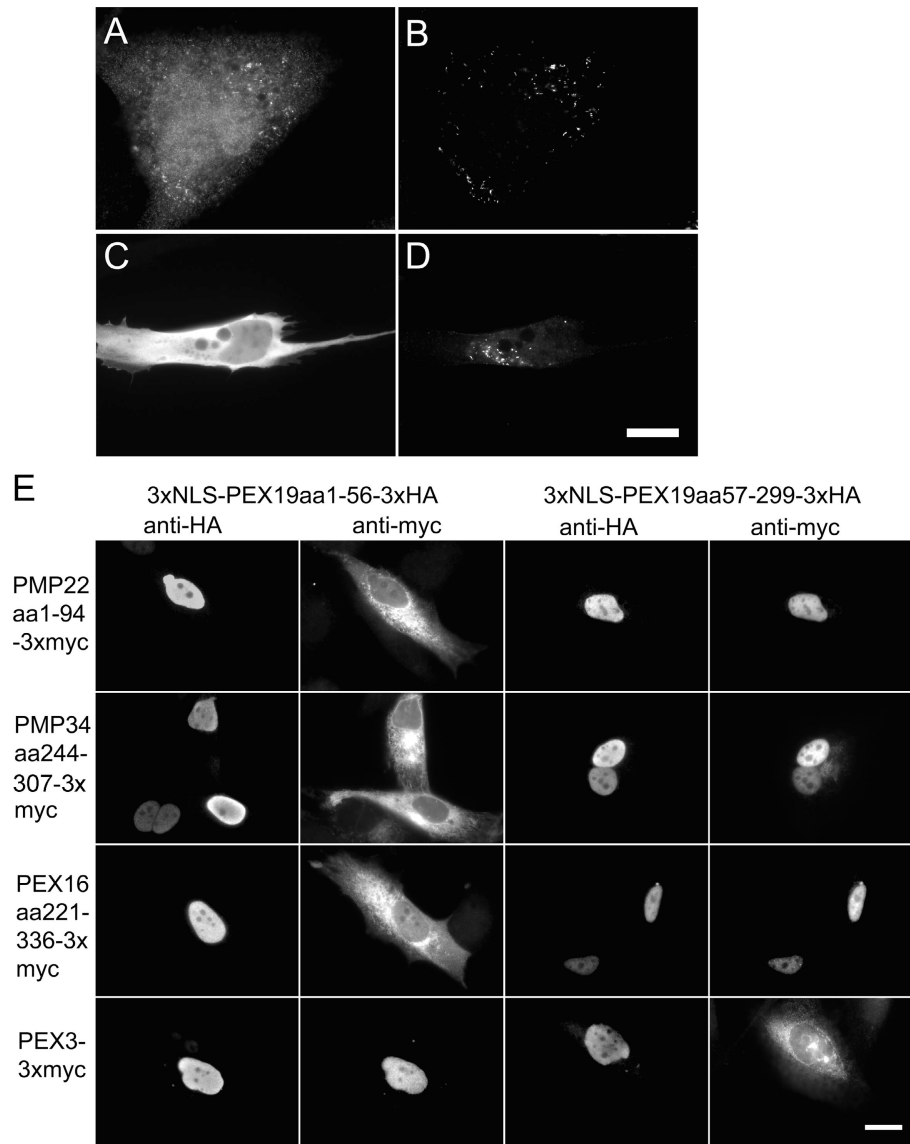 A
B
C
D
E
3xNLS-PEX19aa1-56-3xHA
3xNLS-PEX19aa57-299-3xHA
anti-HA
anti-myc
anti-HA
anti-myc
PMP22
aa1-94
-3xmyc
PMP34
aa244-
307-3x
myc
PEX16
aa221-
336-3x
myc
PEX3-
3xmyc